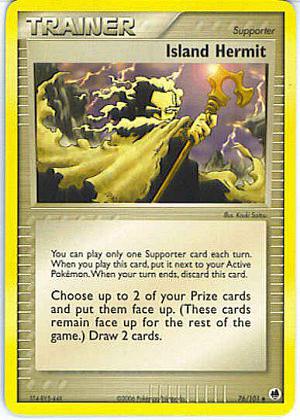 TRAINER
Supporter
Island Hermit
You can play only one Supporter card each turn.
When you play this card, put it next to your Active
Pokémon. When your turn ends, discard this card.
Choose up to 2 of your Prize cards
and put them face up. (These cards
remain face up for the rest of the
game.) Draw 2 cards.
©2006 Pokémon
76/101